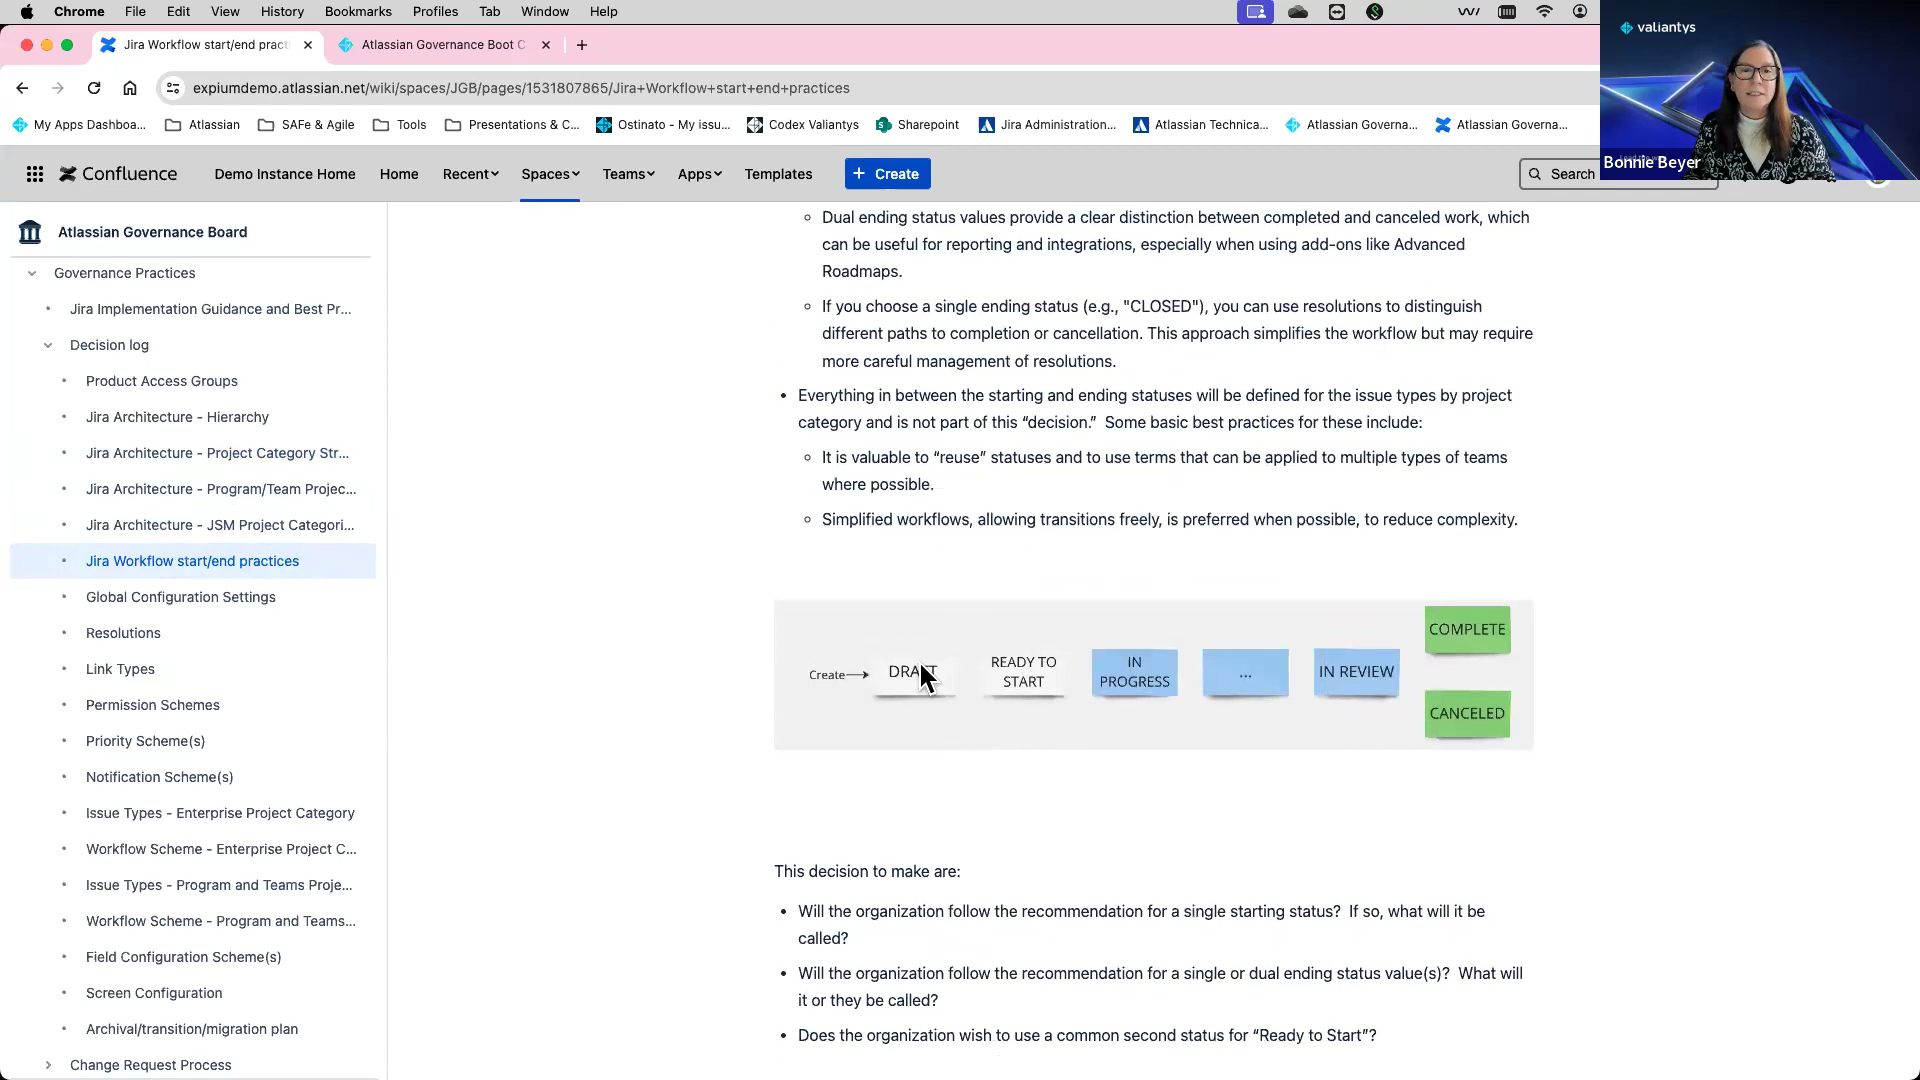 Chrome File Edit View History Bookmarks Profiles Tab Window Help
valiantys
Jira Workflow start/end practi
Atlassian Governance Boot C
expiumdemo.atlassian.net/wiki/spaces/JGB/pages/1531807865/Jira+Workflow+start+end+practices
My Apps Dashboa... Atlassian SAFe & Agile Tools Presentations & C... Ostinato - My issu... Codex Valiantys Sharepoint Jira Administration... Atlassian Technica... Atlassian Governa... Atlassian Governa...
Bonnie Beyer
Confluence Demo Instance Home Home Recent Spaces Teams Apps Templates + Create Search
Atlassian Governance Board
Governance Practices
Jira Implementation Guidance and Best Pr...
Decision log
Product Access Groups
Jira Architecture - Hierarchy
Jira Architecture - Project Category Str...
Jira Architecture - Program/Team Projec...
Jira Architecture - JSM Project Categori...
Jira Workflow start/end practices
Global Configuration Settings
Resolutions
Link Types
Permission Schemes
Priority Scheme(s)
Notification Scheme(s)
Issue Types - Enterprise Project Category
Workflow Scheme - Enterprise Project C...
Issue Types - Program and Teams Proje...
Workflow Scheme - Program and Teams...
Field Configuration Scheme(s)
Screen Configuration
Archival/transition/migration plan
Change Request Process
Dual ending status values provide a clear distinction between completed and canceled work, which
can be useful for reporting and integrations, especially when using add-ons like Advanced
Roadmaps.
If you choose a single ending status (e.g., "CLOSED"), you can use resolutions to distinguish
different paths to completion or cancellation. This approach simplifies the workflow but may require
more careful management of resolutions.
Everything in between the starting and ending statuses will be defined for the issue types by project
category and is not part of this “decision.” Some basic best practices for these include:
It is valuable to “reuse” statuses and to use terms that can be applied to multiple types of teams
where possible.
Simplified workflows, allowing transitions freely, is preferred when possible, to reduce complexity.
Create
DRAFT
READY TO
START
IN
PROGRESS
...
IN REVIEW
COMPLETE
CANCELED
This decision to make are:
Will the organization follow the recommendation for a single starting status? If so, what will it be
called?
Will the organization follow the recommendation for a single or dual ending status value(s)? What will
it or they be called?
Does the organization wish to use a common second status for “Ready to Start”?